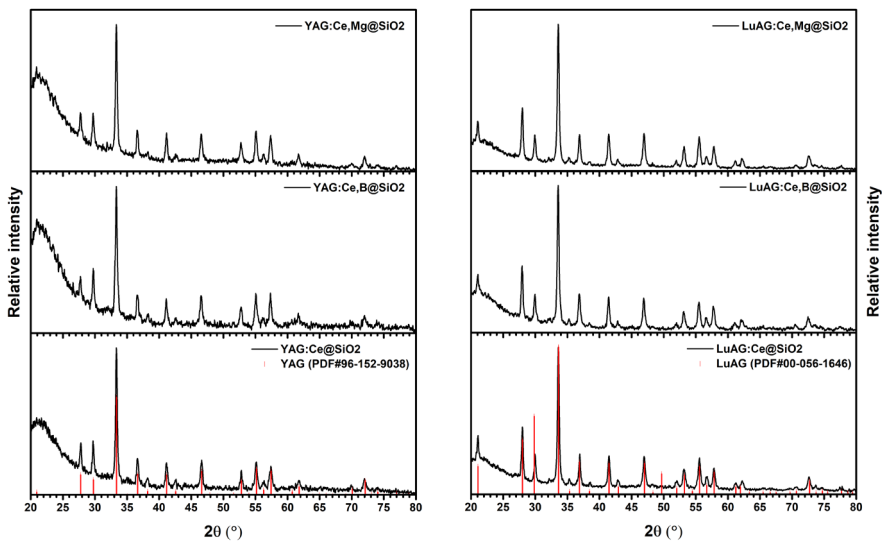 YAG:Ce,Mg@SiO2
YAG:Ce,B@SiO2
YAG:Ce@SiO2
YAG (PDF#96-152-9038)
20 25 30 35 40 45 50 55 60 65 70 75 80
2θ (°)
Relative intensity
LuAG:Ce,Mg@SiO2
LuAG:Ce,B@SiO2
LuAG:Ce@SiO2
LuAG (PDF#00-056-1646)
20 25 30 35 40 45 50 55 60 65 70 75 80
2θ (°)
Relative intensity